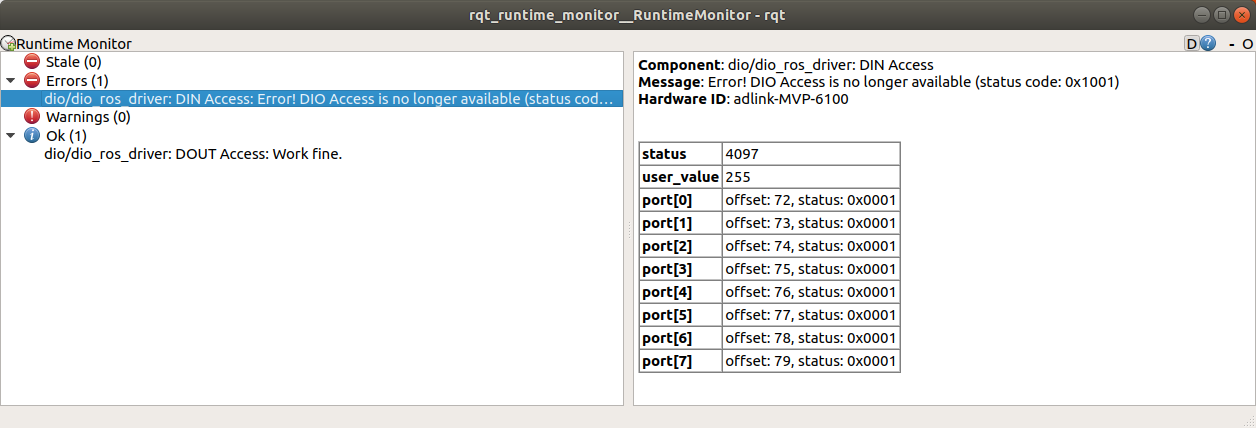 rqt_runtime_monitor__RuntimeMonitor - rqt
Runtime Monitor
D - O
Stale (0)
Errors (1)
dio/dio_ros_driver: DIN Access: Error! DIO Access is no longer available (status cod...
Warnings (0)
Ok (1)
dio/dio_ros_driver: DOUT Access: Work fine.
Component: dio/dio_ros_driver: DIN Access
Message: Error! DIO Access is no longer available (status code: 0x1001)
Hardware ID: adlink-MVP-6100
status 4097
user_value 255
port[0] offset: 72, status: 0x0001
port[1] offset: 73, status: 0x0001
port[2] offset: 74, status: 0x0001
port[3] offset: 75, status: 0x0001
port[4] offset: 76, status: 0x0001
port[5] offset: 77, status: 0x0001
port[6] offset: 78, status: 0x0001
port[7] offset: 79, status: 0x0001